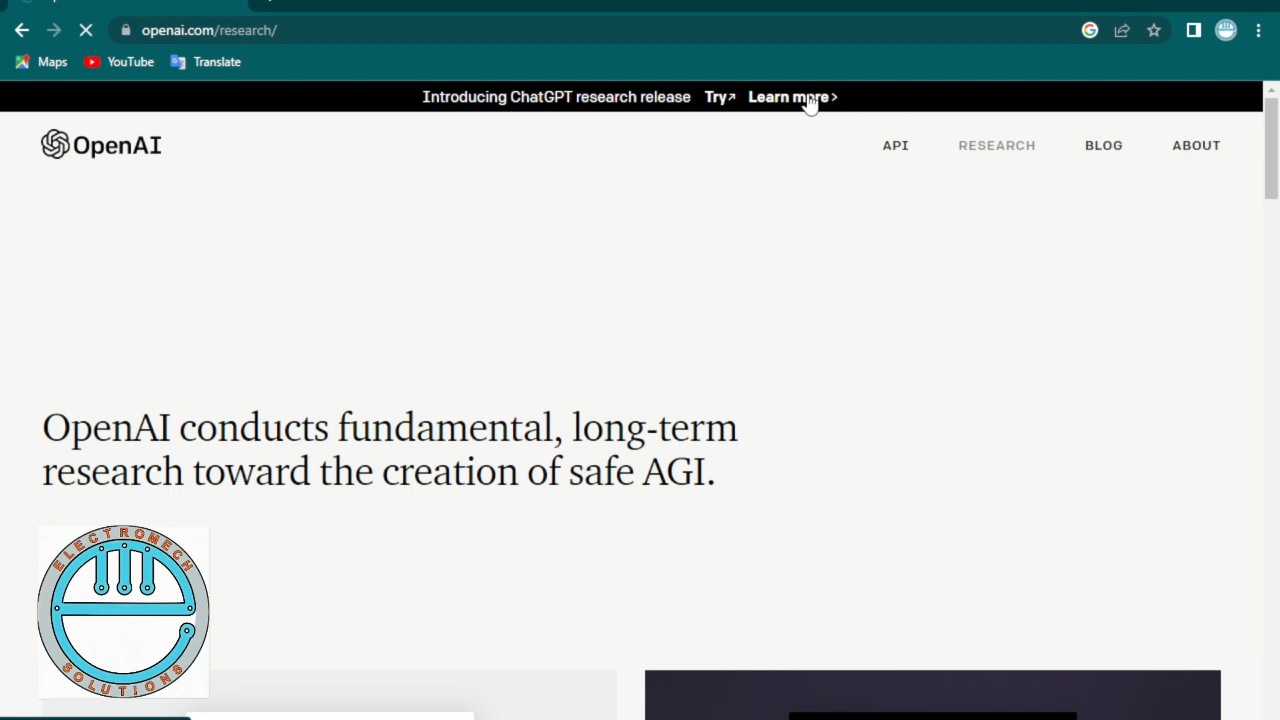 openai.com/research/
Maps YouTube Translate
Introducing ChatGPT research release Try↗ Learn more >
OpenAI API RESEARCH BLOG ABOUT
OpenAI conducts fundamental, long-term
research toward the creation of safe AGI.
ELECTROMECH
SOLUTIONS